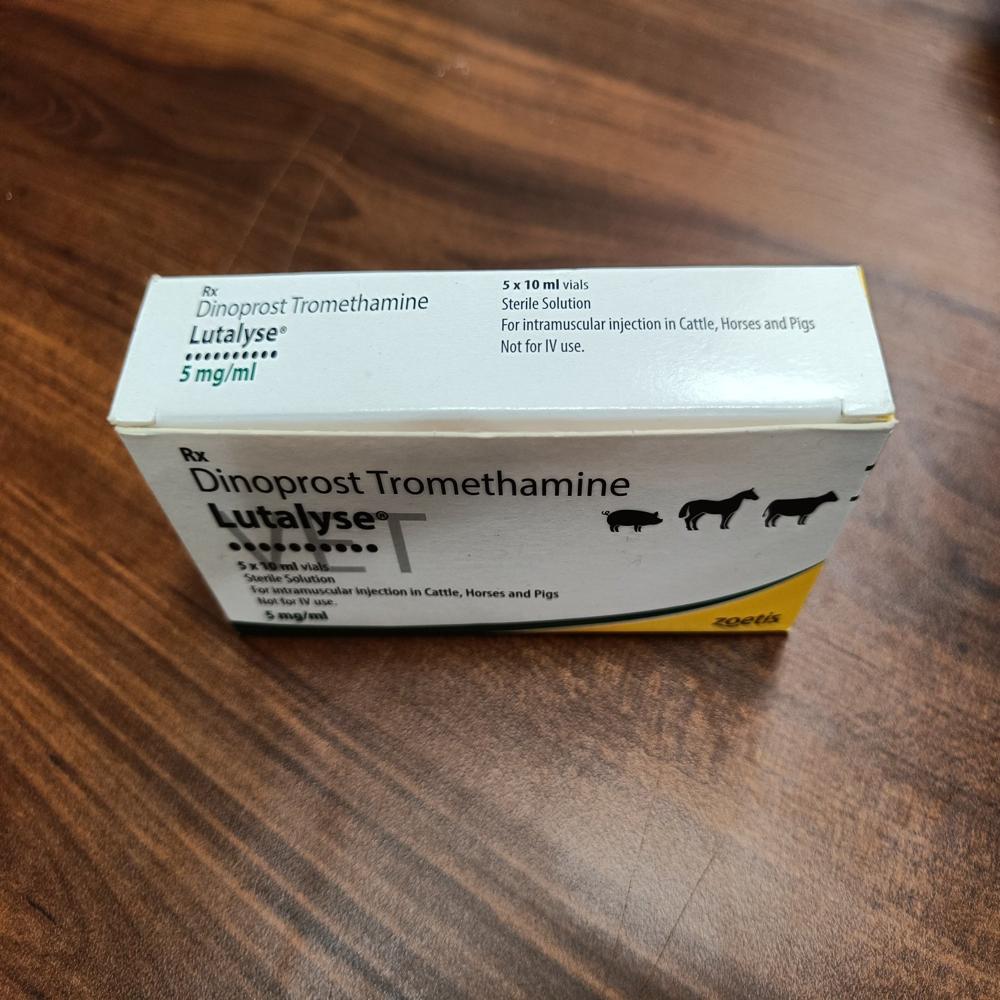 Rx
Dinoprost Tromethamine
Lutalyse®
5 mg/ml
5 x 10 ml vials
Sterile Solution
For intramuscular injection in Cattle, Horses and Pigs
Not for IV use.
Rx
Dinoprost Tromethamine
Lutalyse®
VET
5 x 10 ml vials
Sterile Solution
For intramuscular injection in Cattle, Horses and Pigs
Not for IV use.
5 mg/ml
zoetis